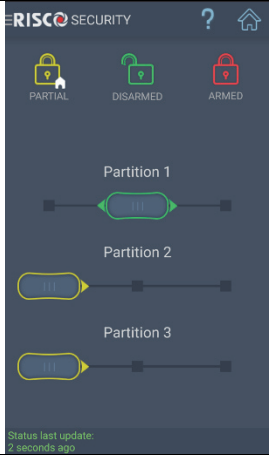 RISCO SECURITY ?
PARTIAL DISARMED ARMED
Partition 1
Partition 2
Partition 3
Status last update:
2 seconds ago